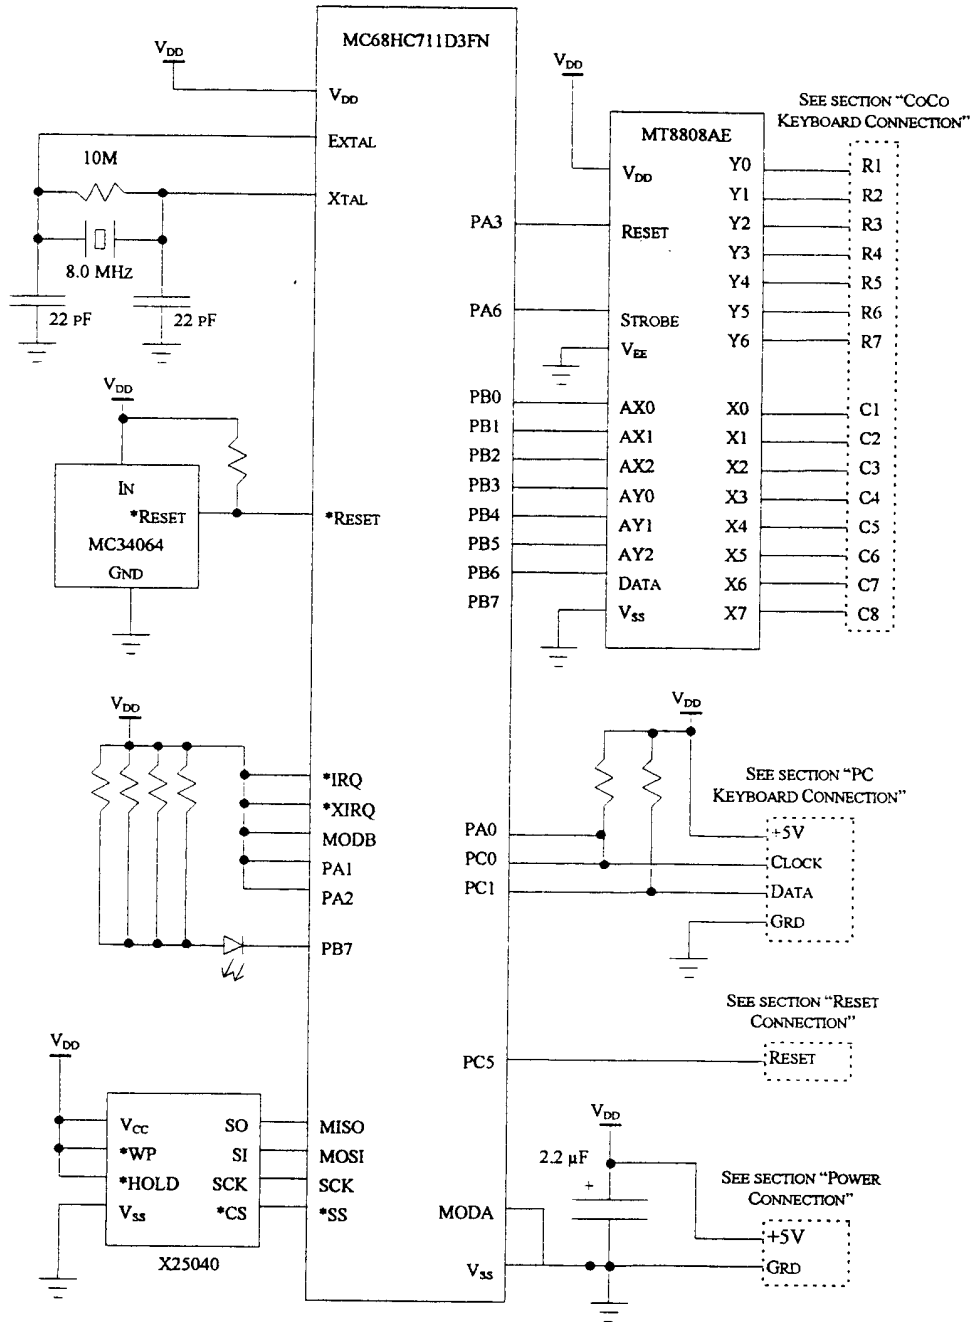 MC68HC711D3FN
VDD
VDD
EXTAL
10M
XTAL
8.0 MHz
22 pF
22 pF
VDD
IN
*RESET
MC34064
GND
*RESET
VDD
*IRQ
*XIRQ
MODB
PA1
PA2
PB7
VDD
VCC
*WP
*HOLD
VSS
SO
SI
SCK
*CS
X25040
MISO
MOSI
SCK
*SS
PA3
PA6
PB0
PB1
PB2
PB3
PB4
PB5
PB6
PB7
PA0
PC0
PC1
PC5
MODA
VSS
VDD
MT8808AE
VDD
RESET
STROBE
VEE
AX0
AX1
AX2
AY0
AY1
AY2
DATA
VSS
Y0
Y1
Y2
Y3
Y4
Y5
Y6
X0
X1
X2
X3
X4
X5
X6
X7
SEE SECTION “COCO
KEYBOARD CONNECTION”
R1
R2
R3
R4
R5
R6
R7
C1
C2
C3
C4
C5
C6
C7
C8
VDD
SEE SECTION “PC
KEYBOARD CONNECTION”
+5V
CLOCK
DATA
GRD
SEE SECTION “RESET
CONNECTION”
RESET
VDD
2.2 µF
+
SEE SECTION “POWER
CONNECTION”
+5V
GRD